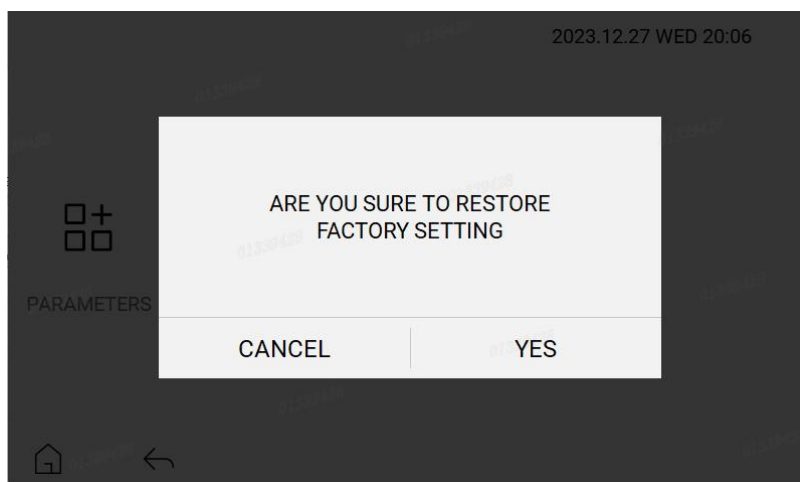 2023.12.27 WED 20:06
ARE YOU SURE TO RESTORE
FACTORY SETTING
PARAMETERS
CANCEL
YES